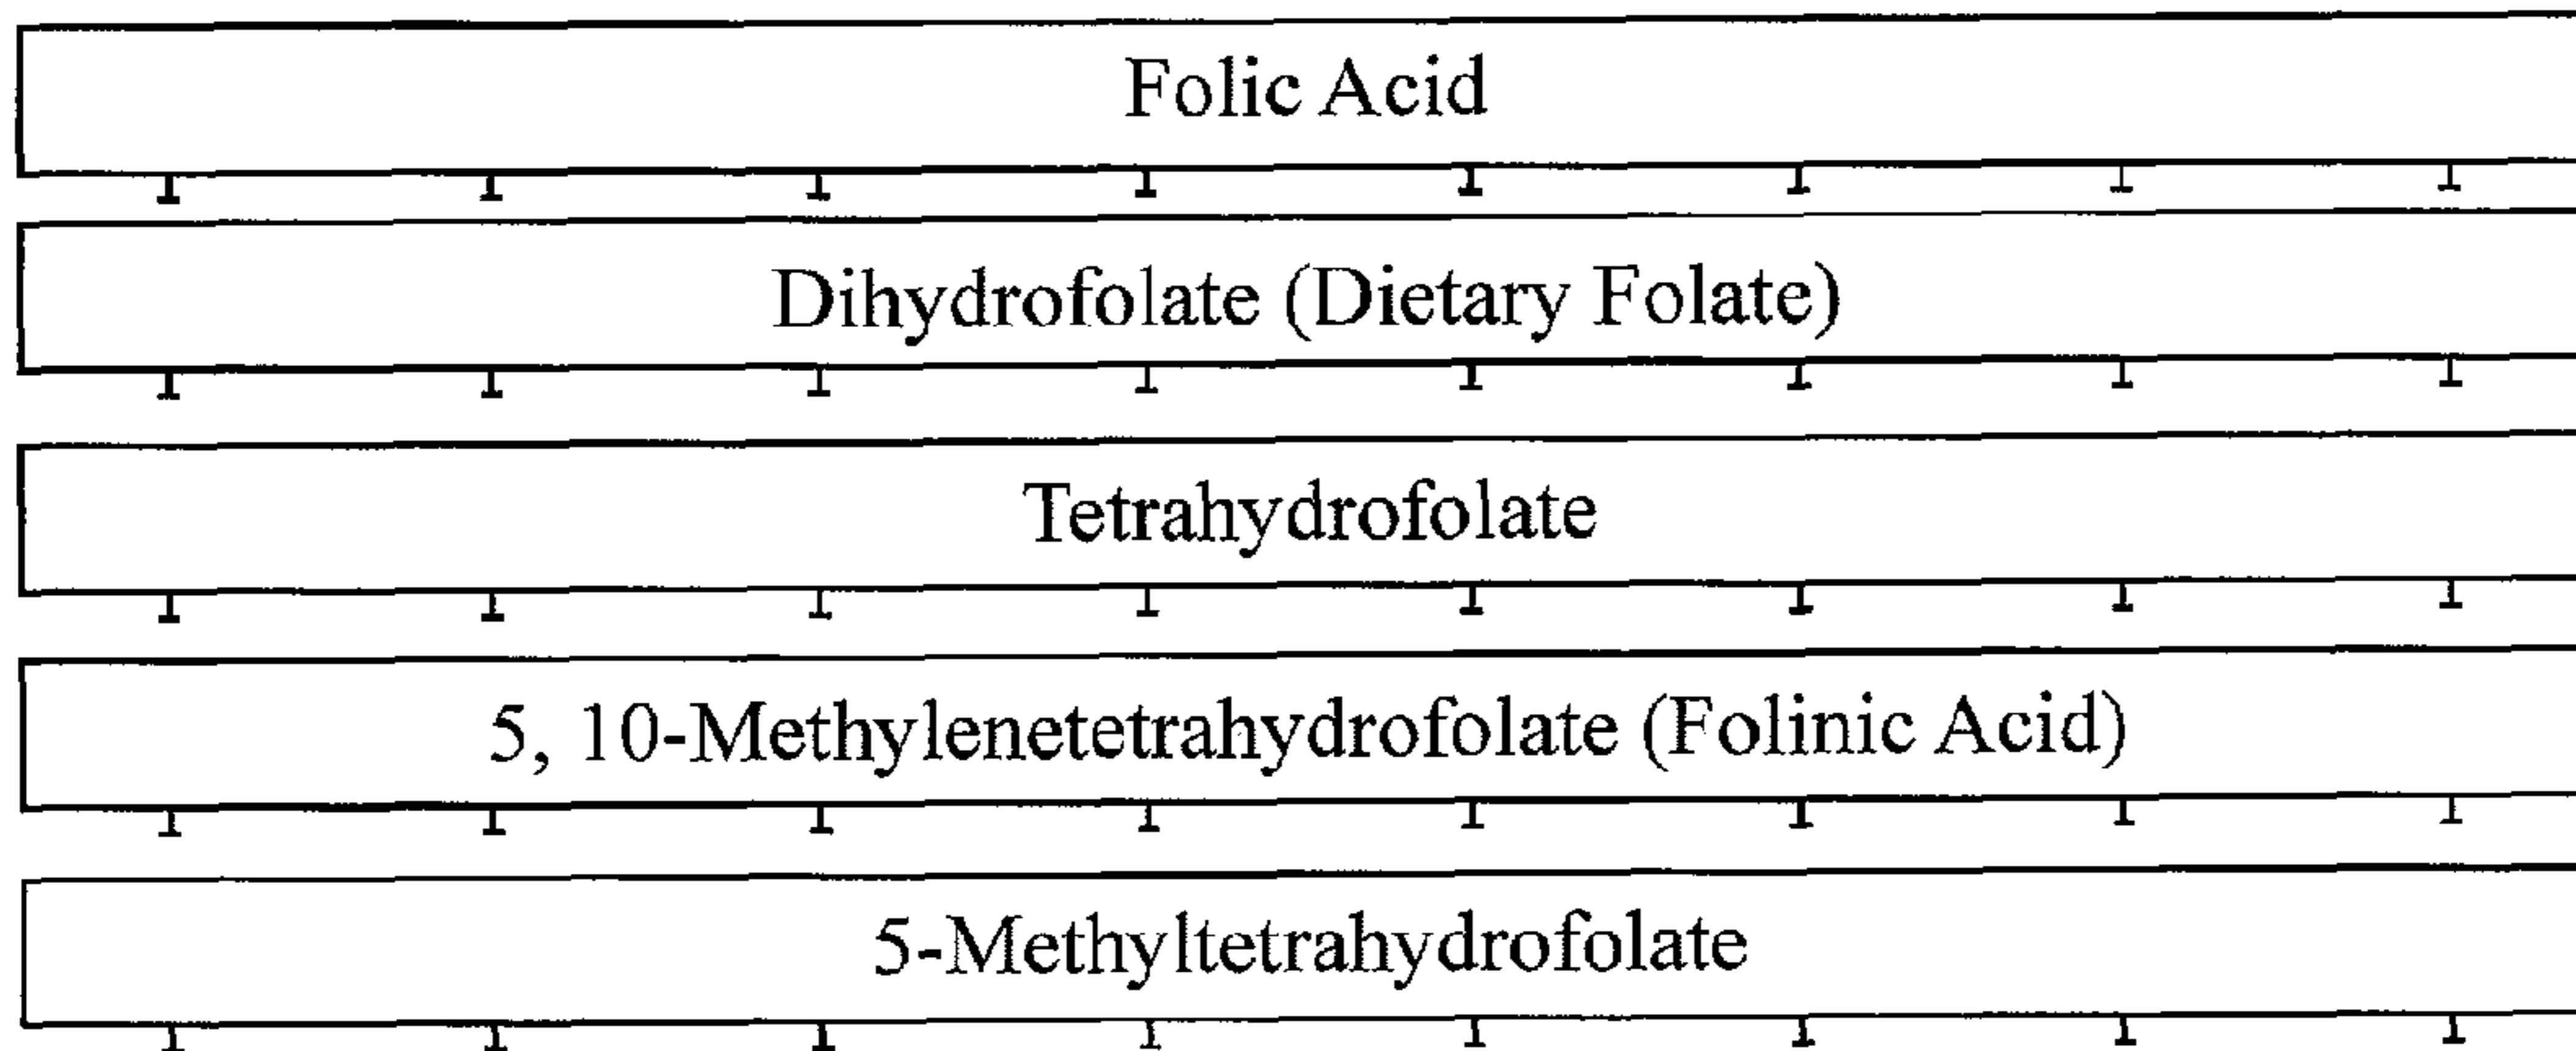 Folic Acid
Dihydrofolate (Dietary Folate)
Tetrahydrofolate
5, 10-Methylenetetrahydrofolate (Folinic Acid)
5-Methyltetrahydrofolate